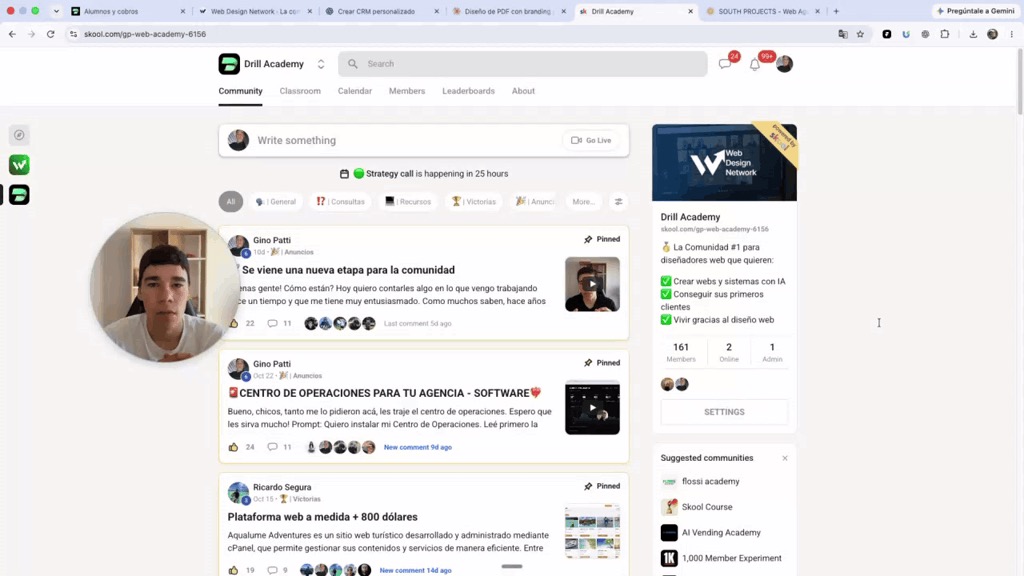 Alumnos y cobros
Web Design Network · La co
Crear CRM personalizado
Diseño de PDF con branding
Drill Academy
SOUTH PROJECTS - Web Ag
Pregúntale a Gemini
skool.com/gp-web-academy-6156
Drill Academy
Search
24
99+
Community
Classroom
Calendar
Members
Leaderboards
About
Write something
Go Live
Strategy call is happening in 25 hours
All
General
Consultas
Recursos
Victorias
Anunci
More...
Gino Patti
10d · | Anuncios
Pinned
Se viene una nueva etapa para la comunidad
enas gente! Cómo están? Hoy quiero contarles algo en lo que vengo trabajando
ce un tiempo y que me tiene muy entusiasmado. Como muchos saben, hace años
22
11
Last comment 5d ago
Gino Patti
Oct 22 · | Anuncios
Pinned
CENTRO DE OPERACIONES PARA TU AGENCIA - SOFTWARE
Bueno, chicos, tanto me lo pidieron acá, les traje el centro de operaciones. Espero que
les sirva mucho! Prompt: Quiero instalar mi Centro de Operaciones. Leé primero la
24
11
New comment 9d ago
Ricardo Segura
Oct 15 · | Victorias
Pinned
Plataforma web a medida + 800 dólares
Aqualume Adventures es un sitio web turístico desarrollado y administrado mediante
cPanel, que permite gestionar sus contenidos y servicios de manera eficiente. Entre
19
9
New comment 14d ago
powered by
skool
Web
Design
Network
Drill Academy
skool.com/gp-web-academy-6156
La Comunidad #1 para
diseñadores web que quieren:
Crear webs y sistemas con IA
Conseguir sus primeros
clientes
Vivir gracias al diseño web
161
Members
2
Online
1
Admin
SETTINGS
Suggested communities
flossi academy
Skool Course
AI Vending Academy
1K
1,000 Member Experiment